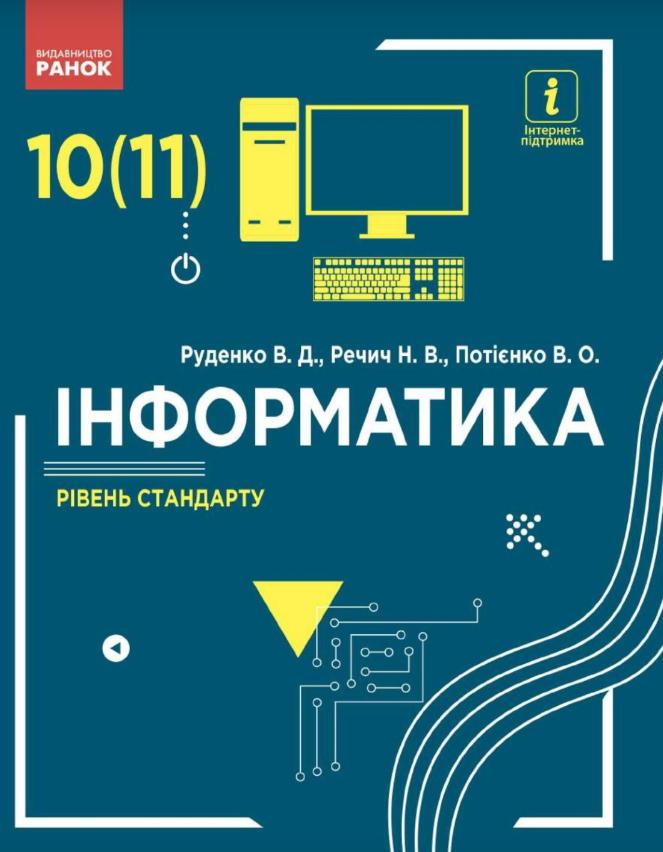 ВИДАВНИЦТВО
РАНОК
10(11)
i
Інтернет-
підтримка
Руденко В. Д., Речич Н. В., Потієнко В. О.
ІНФОРМАТИКА
РІВЕНЬ СТАНДАРТУ